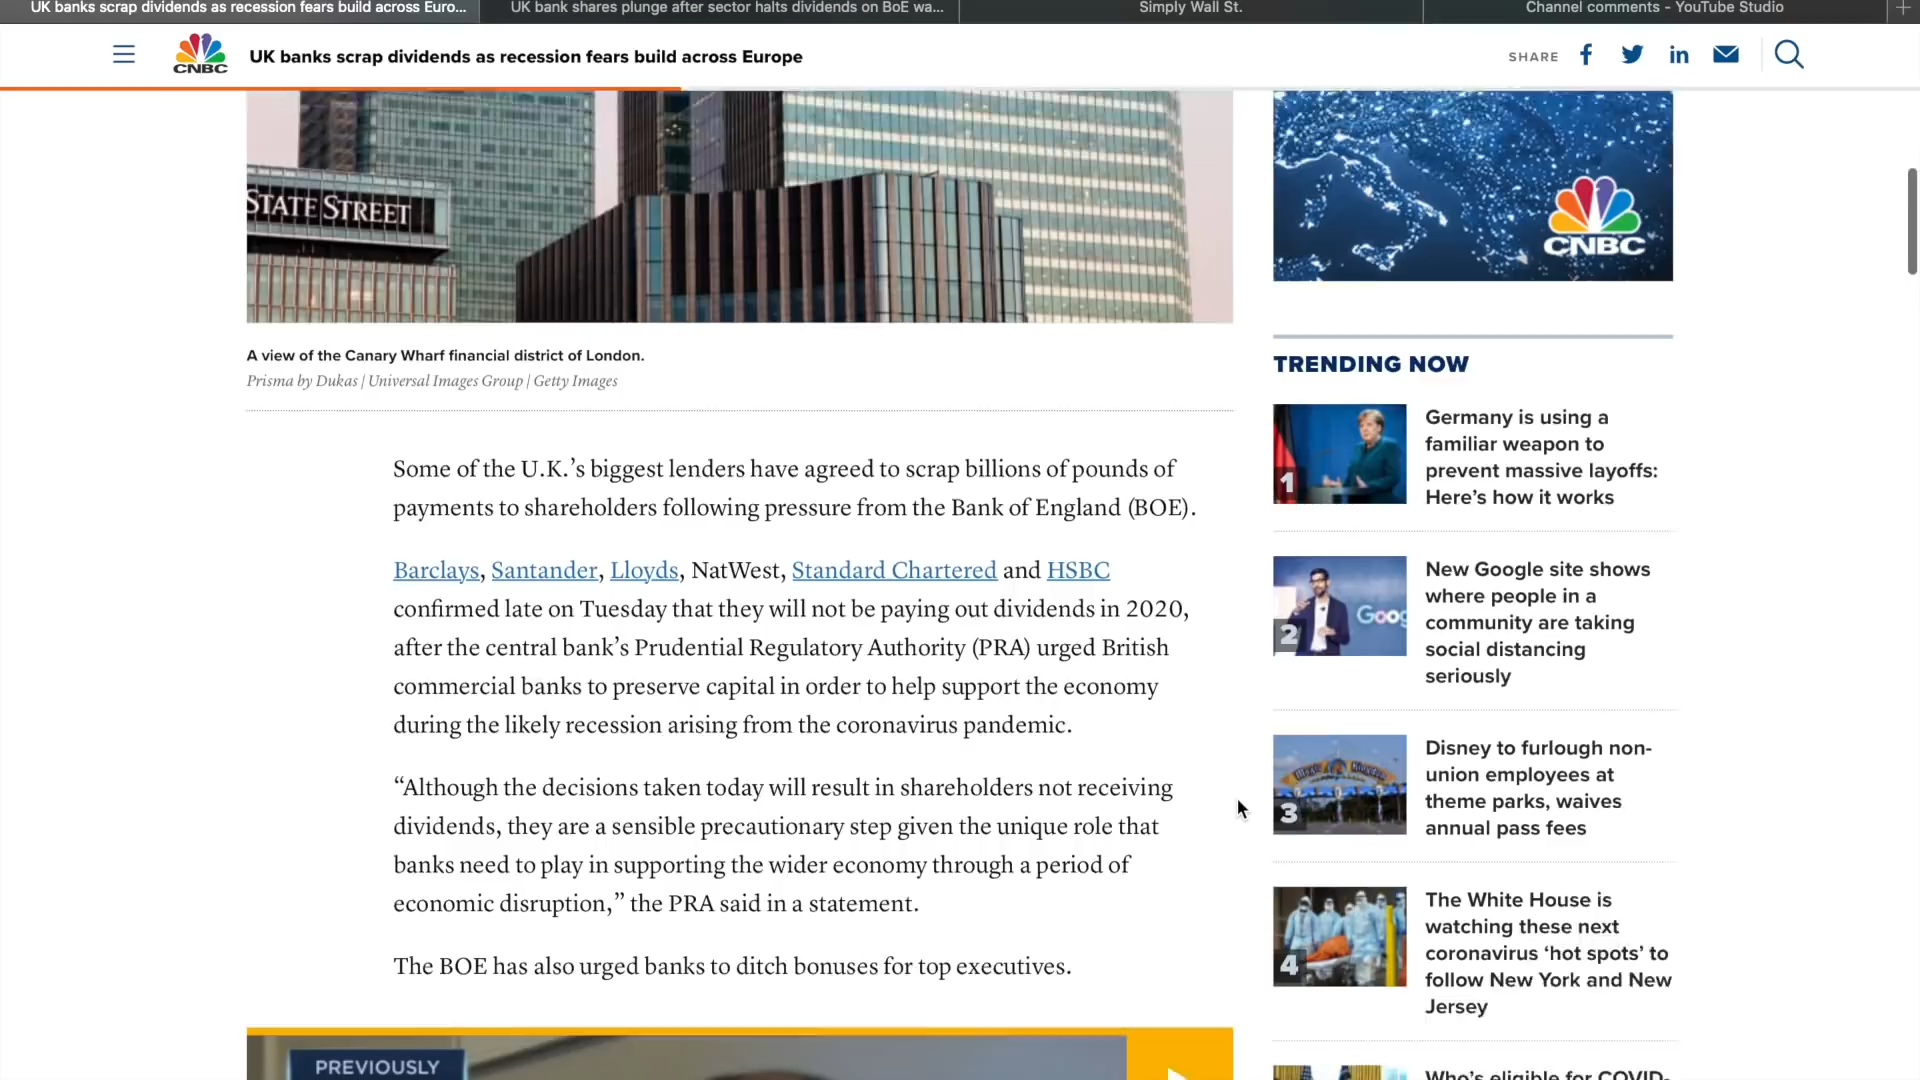 UK banks scrap dividends as recession fears build across Euro...
UK bank shares plunge after sector halts dividends on BoE wa...
Simply Wall St.
Channel comments - YouTube Studio
CNBC
UK banks scrap dividends as recession fears build across Europe
SHARE
STATE STREET
CNBC
A view of the Canary Wharf financial district of London.
Prisma by Dukas | Universal Images Group | Getty Images
Some of the U.K.’s biggest lenders have agreed to scrap billions of pounds of
payments to shareholders following pressure from the Bank of England (BOE).
Barclays, Santander, Lloyds, NatWest, Standard Chartered and HSBC
confirmed late on Tuesday that they will not be paying out dividends in 2020,
after the central bank’s Prudential Regulatory Authority (PRA) urged British
commercial banks to preserve capital in order to help support the economy
during the likely recession arising from the coronavirus pandemic.
“Although the decisions taken today will result in shareholders not receiving
dividends, they are a sensible precautionary step given the unique role that
banks need to play in supporting the wider economy through a period of
economic disruption,” the PRA said in a statement.
The BOE has also urged banks to ditch bonuses for top executives.
PREVIOUSLY
TRENDING NOW
1
Germany is using a
familiar weapon to
prevent massive layoffs:
Here’s how it works
Goog
2
New Google site shows
where people in a
community are taking
social distancing
seriously
Magic Kingdom
3
Disney to furlough non-
union employees at
theme parks, waives
annual pass fees
4
The White House is
watching these next
coronavirus ‘hot spots’ to
follow New York and New
Jersey
Who’s eligible for COVID-